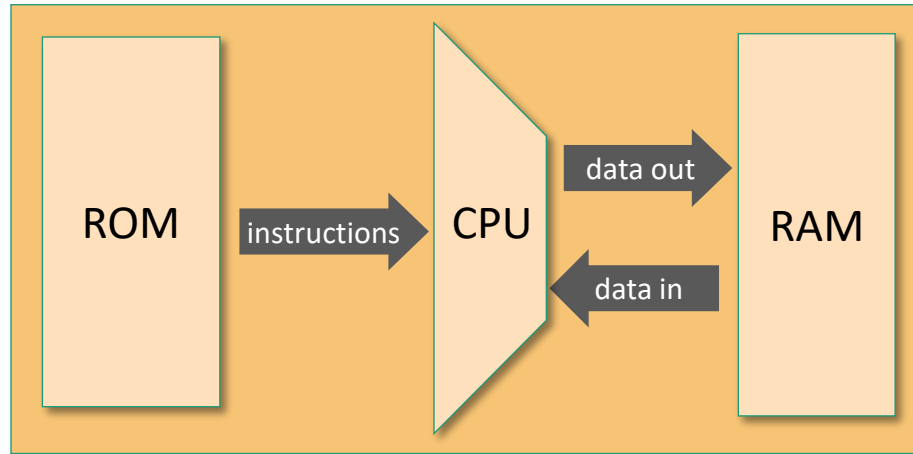 ROM
instructions
CPU
data out
data in
RAM